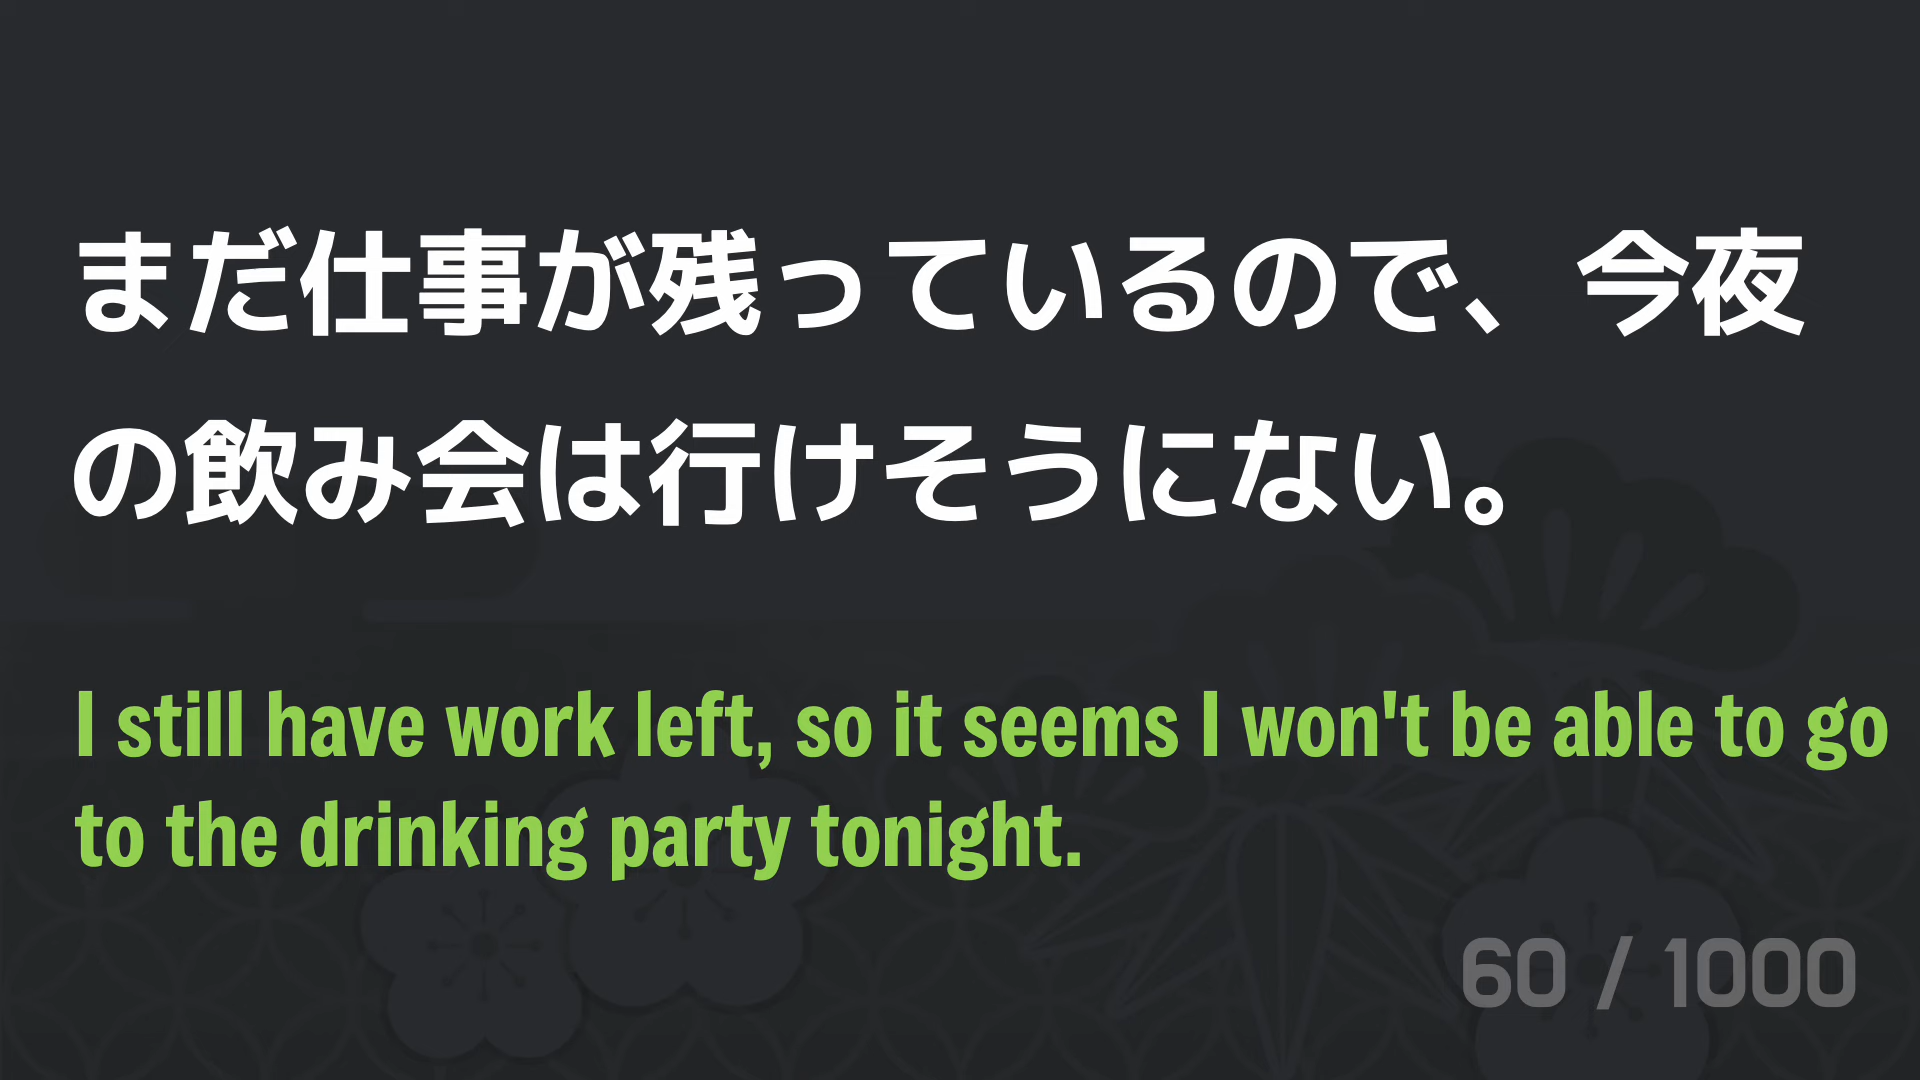 まだ仕事が残っているので、今夜
の飲み会は行けそうにない。
I still have work left, so it seems I won't be able to go
to the drinking party tonight.
60 / 1000